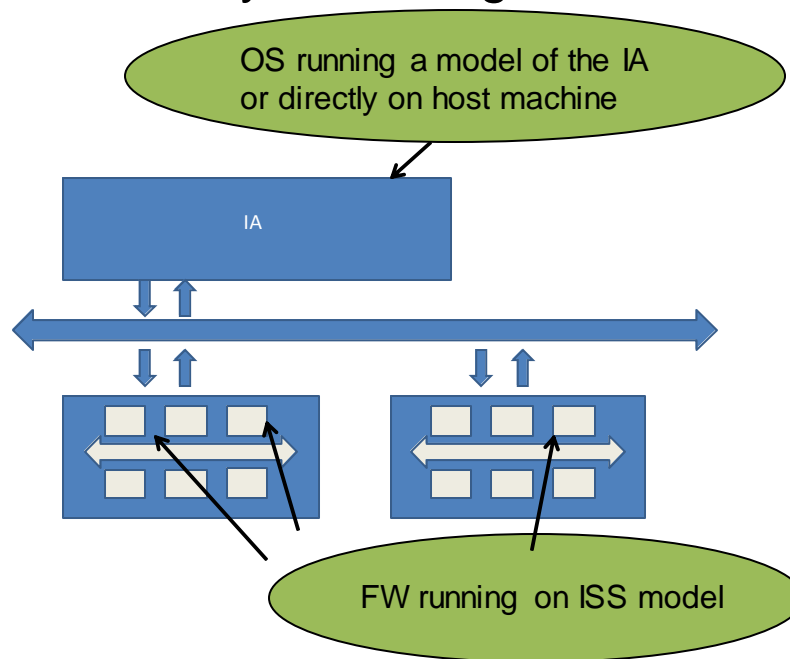 OS running a model of the IA
or directly on host machine
IA
FW running on ISS model